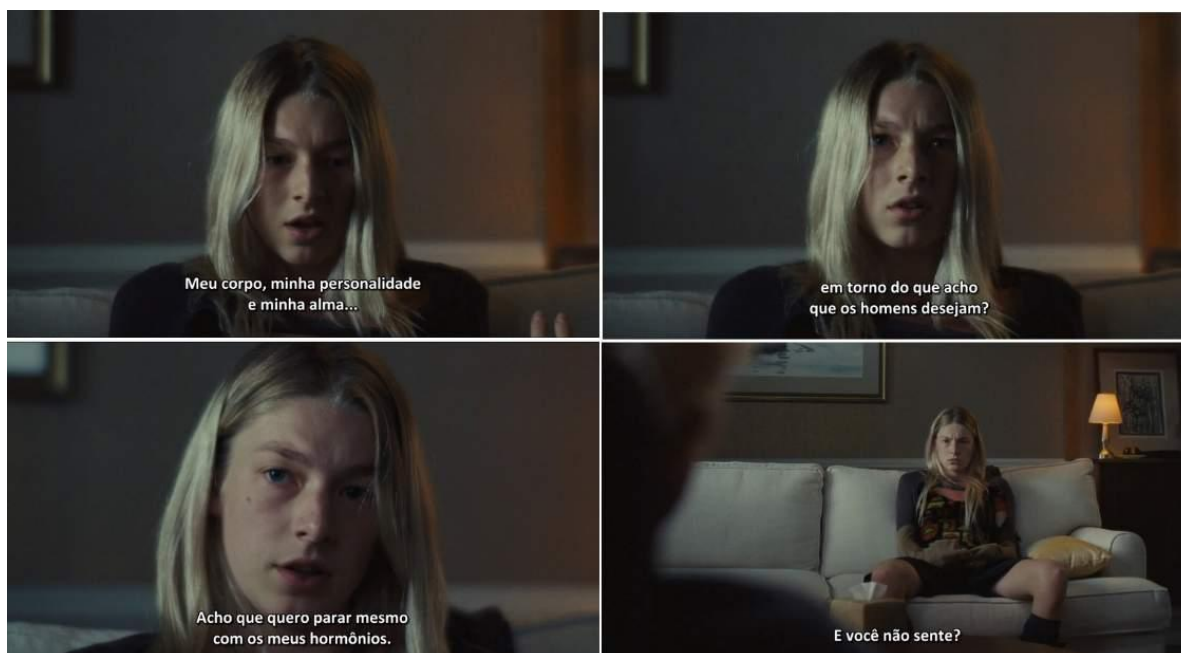 Meu corpo, minha personalidade
e minha alma...
em torno do que acho
que os homens desejam?
Acho que quero parar mesmo
com os meus hormônios.
E você não sente?